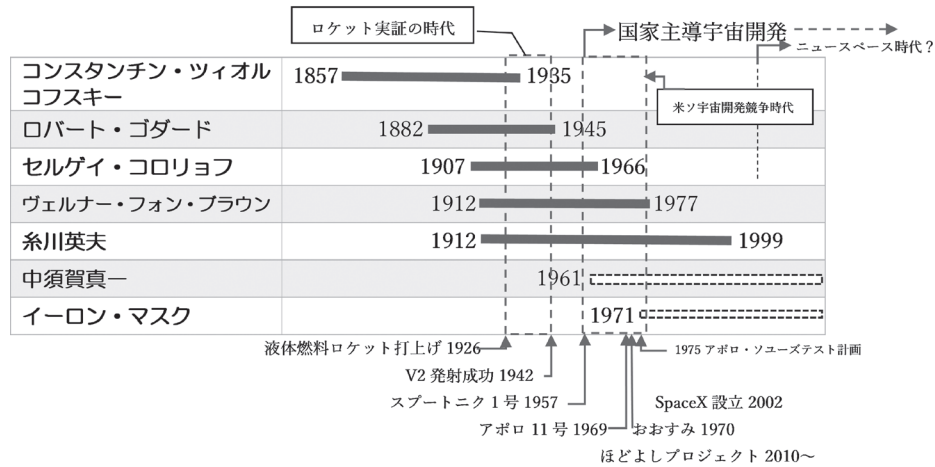 ロケット実証の時代
国家主導宇宙開発
ニュースペース時代？
コンスタンチン・ツィオル
コフスキー
1857
1935
米ソ宇宙開発競争時代
ロバート・ゴダード
1882
1945
セルゲイ・コロリョフ
1907
1966
ヴェルナー・フォン・ブラウン
1912
1977
糸川英夫
1912
1999
中須賀真一
1961
イーロン・マスク
1971
液体燃料ロケット打上げ 1926
1975 アポロ・ソユーズテスト計画
V2 発射成功 1942
スプートニク 1 号 1957
SpaceX 設立 2002
アポロ 11 号 1969
おおすみ 1970
ほどよしプロジェクト 2010～